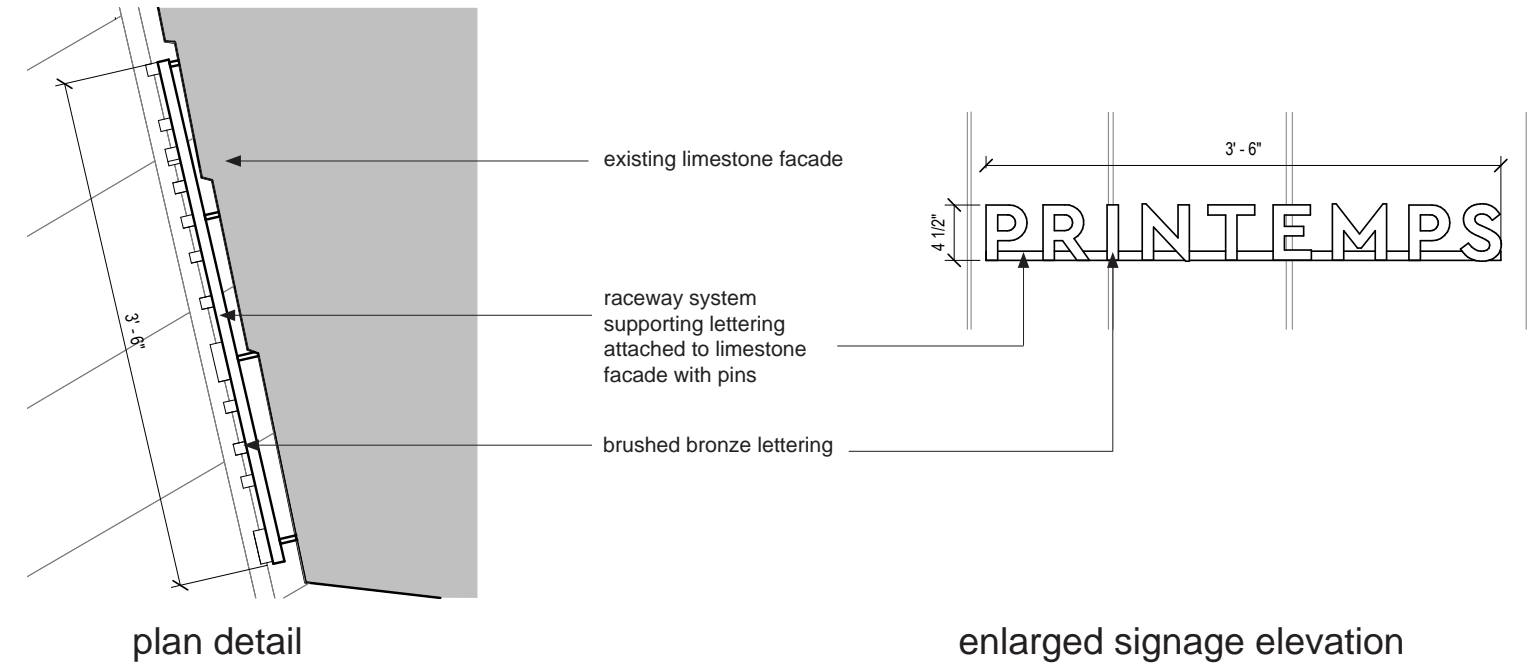 3' - 6"
existing limestone facade
raceway system
supporting lettering
attached to limestone
facade with pins
brushed bronze lettering
plan detail
3' - 6"
4 1/2"
PRINTEMPS
enlarged signage elevation